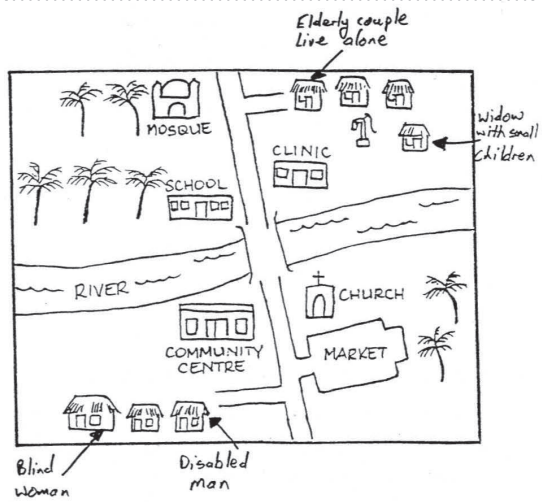 Elderly couple
Live alone
MOSQUE
CLINIC
widow
with small
children
SCHOOL
RIVER
CHURCH
COMMUNITY
CENTRE
MARKET
Blind
woman
Disabled
man